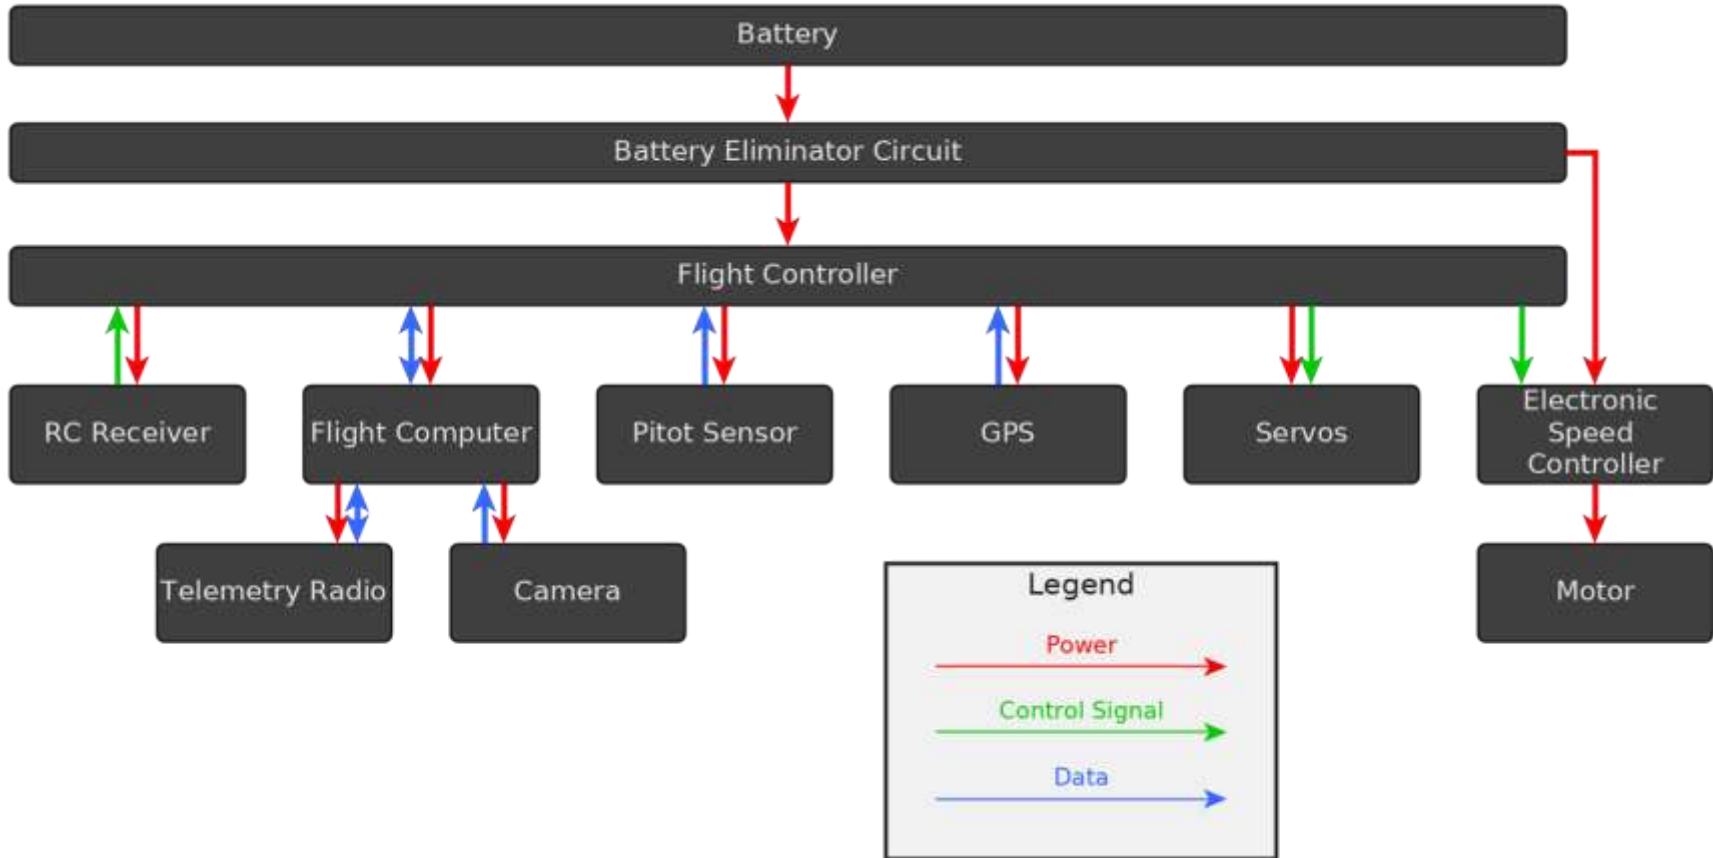 Battery
Battery Eliminator Circuit
Flight Controller
RC Receiver
Flight Computer
Pitot Sensor
GPS
Servos
Electronic
Speed
Controller
Telemetry Radio
Camera
Motor
Legend
Power
Control Signal
Data